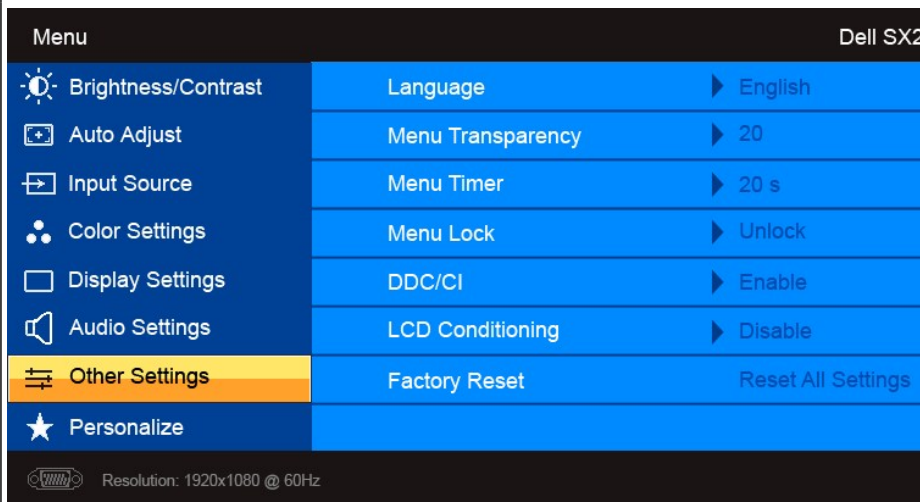 Menu Dell SX2
Brightness/Contrast Language English
Auto Adjust Menu Transparency 20
Input Source Menu Timer 20 s
Color Settings Menu Lock Unlock
Display Settings DDC/CI Enable
Audio Settings LCD Conditioning Disable
Other Settings Factory Reset Reset All Settings
Personalize
Resolution: 1920x1080 @ 60Hz